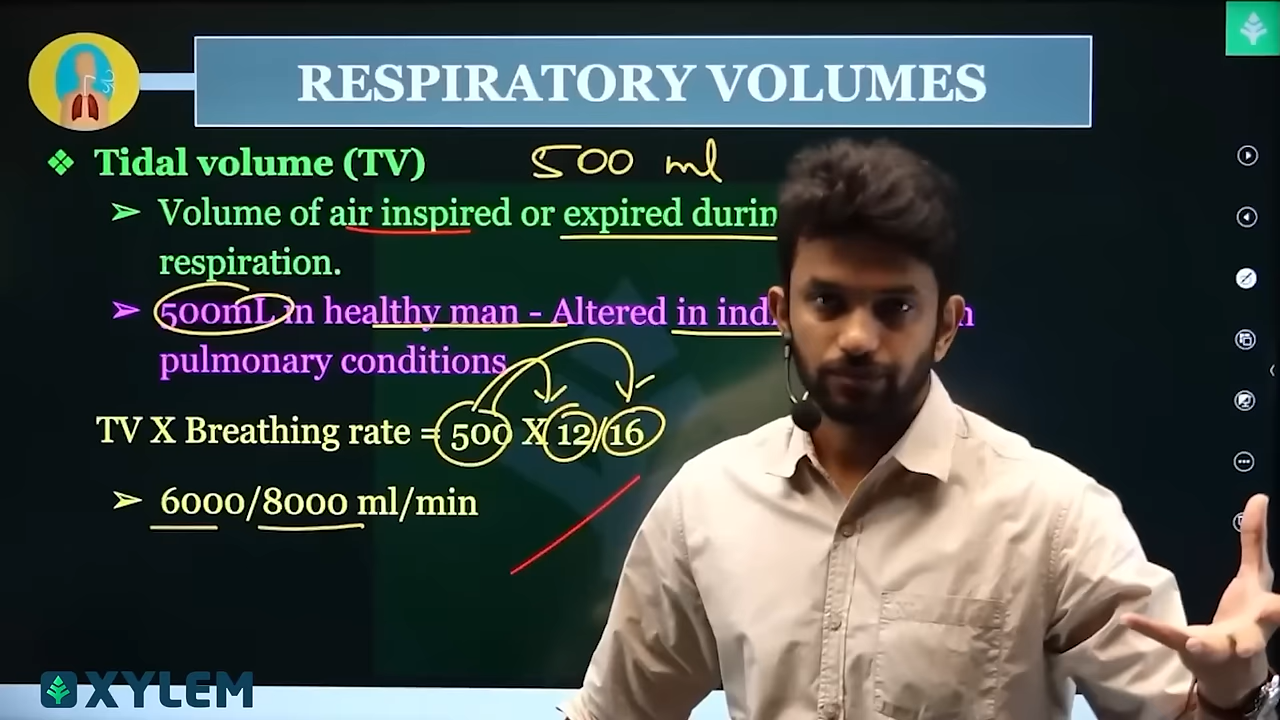 RESPIRATORY VOLUMES
❖ Tidal volume (TV) 500 ml
➢ Volume of air inspired or expired durin
respiration.
➢ 500mL in healthy man - Altered in indi n
pulmonary conditions
TV X Breathing rate = 500 X 12/16
➢ 6000/8000 ml/min
XYLEM